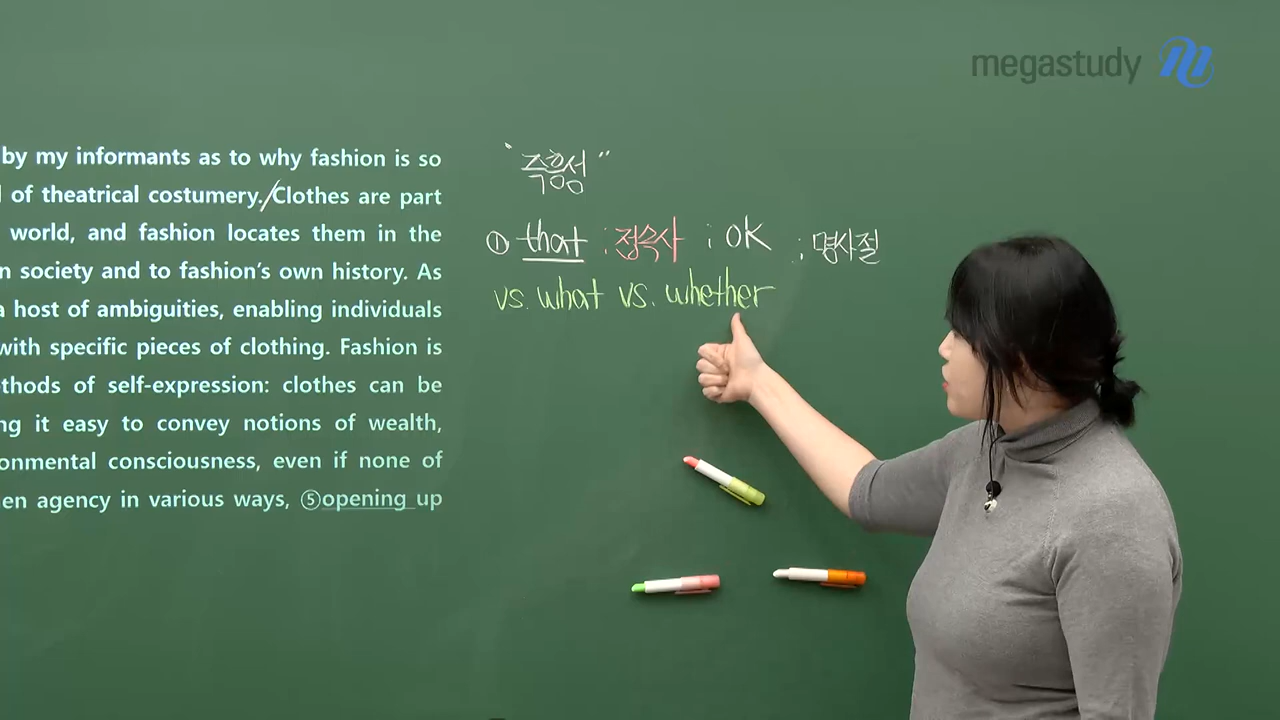 megastudy
by my informants as to why fashion is so
of theatrical costumery. Clothes are part
world, and fashion locates them in the
n society and to fashion's own history. As
a host of ambiguities, enabling individuals
with specific pieces of clothing. Fashion is
thods of self-expression: clothes can be
ng it easy to convey notions of wealth,
onmental consciousness, even if none of
en agency in various ways, ⑤opening up
"즉흥성"
① that ; 접속사 ; OK ; 명사절
vs. what vs. whether